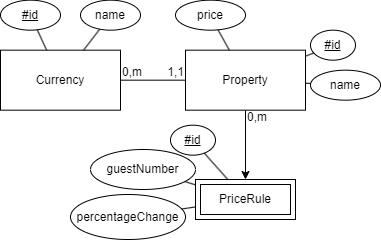 #id
name
price
#id
Currency
0,m
1,1
Property
name
0,m
#id
guestNumber
PriceRule
percentageChange